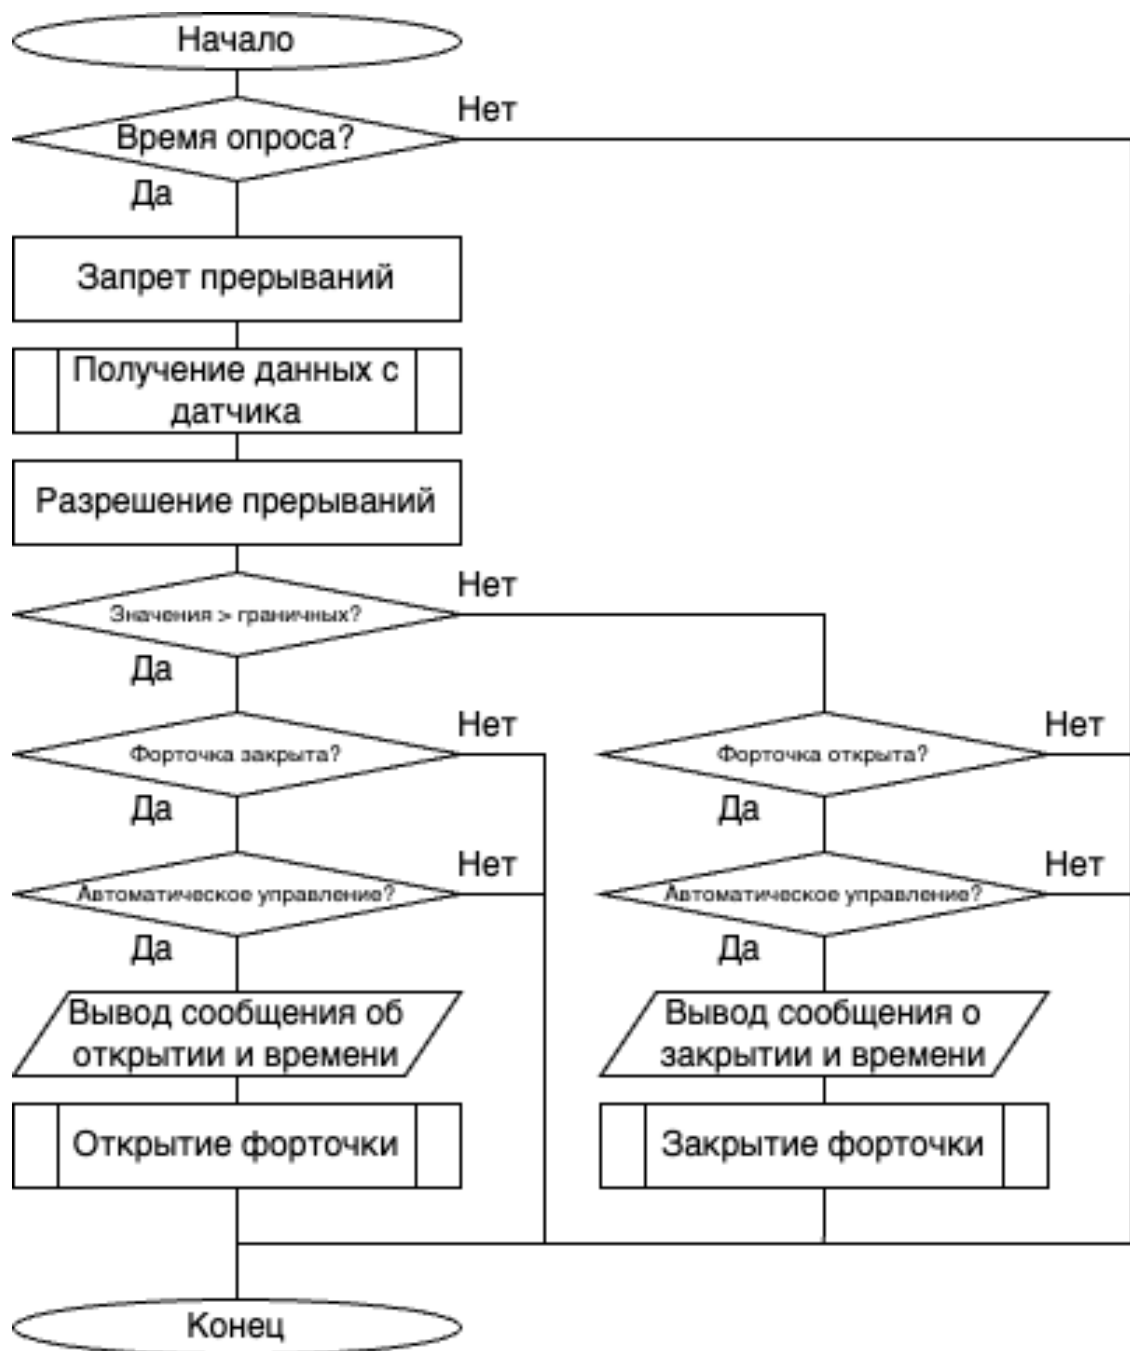 Начало
Нет
Время опроса?
Да
Запрет прерываний
Получение данных с
датчика
Разрешение прерываний
Нет
Значения > граничных?
Да
Нет
Форточка закрыта?
Да
Нет
Форточка открыта?
Да
Нет
Автоматическое управление?
Да
Нет
Автоматическое управление?
Да
Вывод сообщения об
открытии и времени
Вывод сообщения о
закрытии и времени
Открытие форточки
Закрытие форточки
Конец